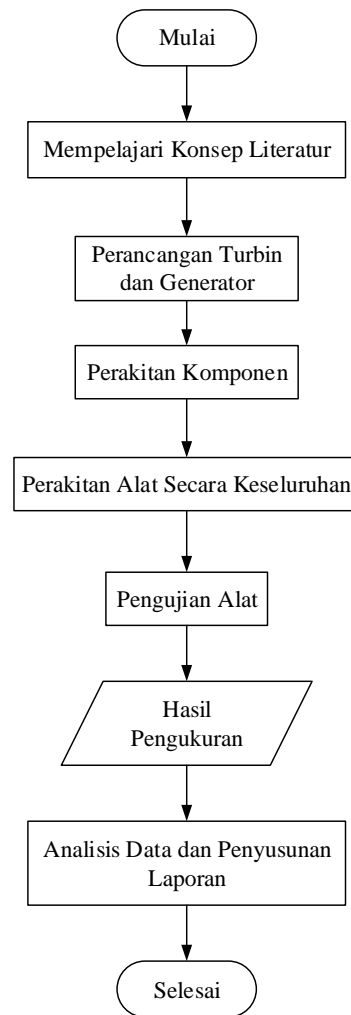 Mulai
Mempelajari Konsep Literatur
Perancangan Turbin
dan Generator
Perakitan Komponen
Perakitan Alat Secara Keseluruhan
Pengujian Alat
Hasil
Pengukuran
Analisis Data dan Penyusunan
Laporan
Selesai